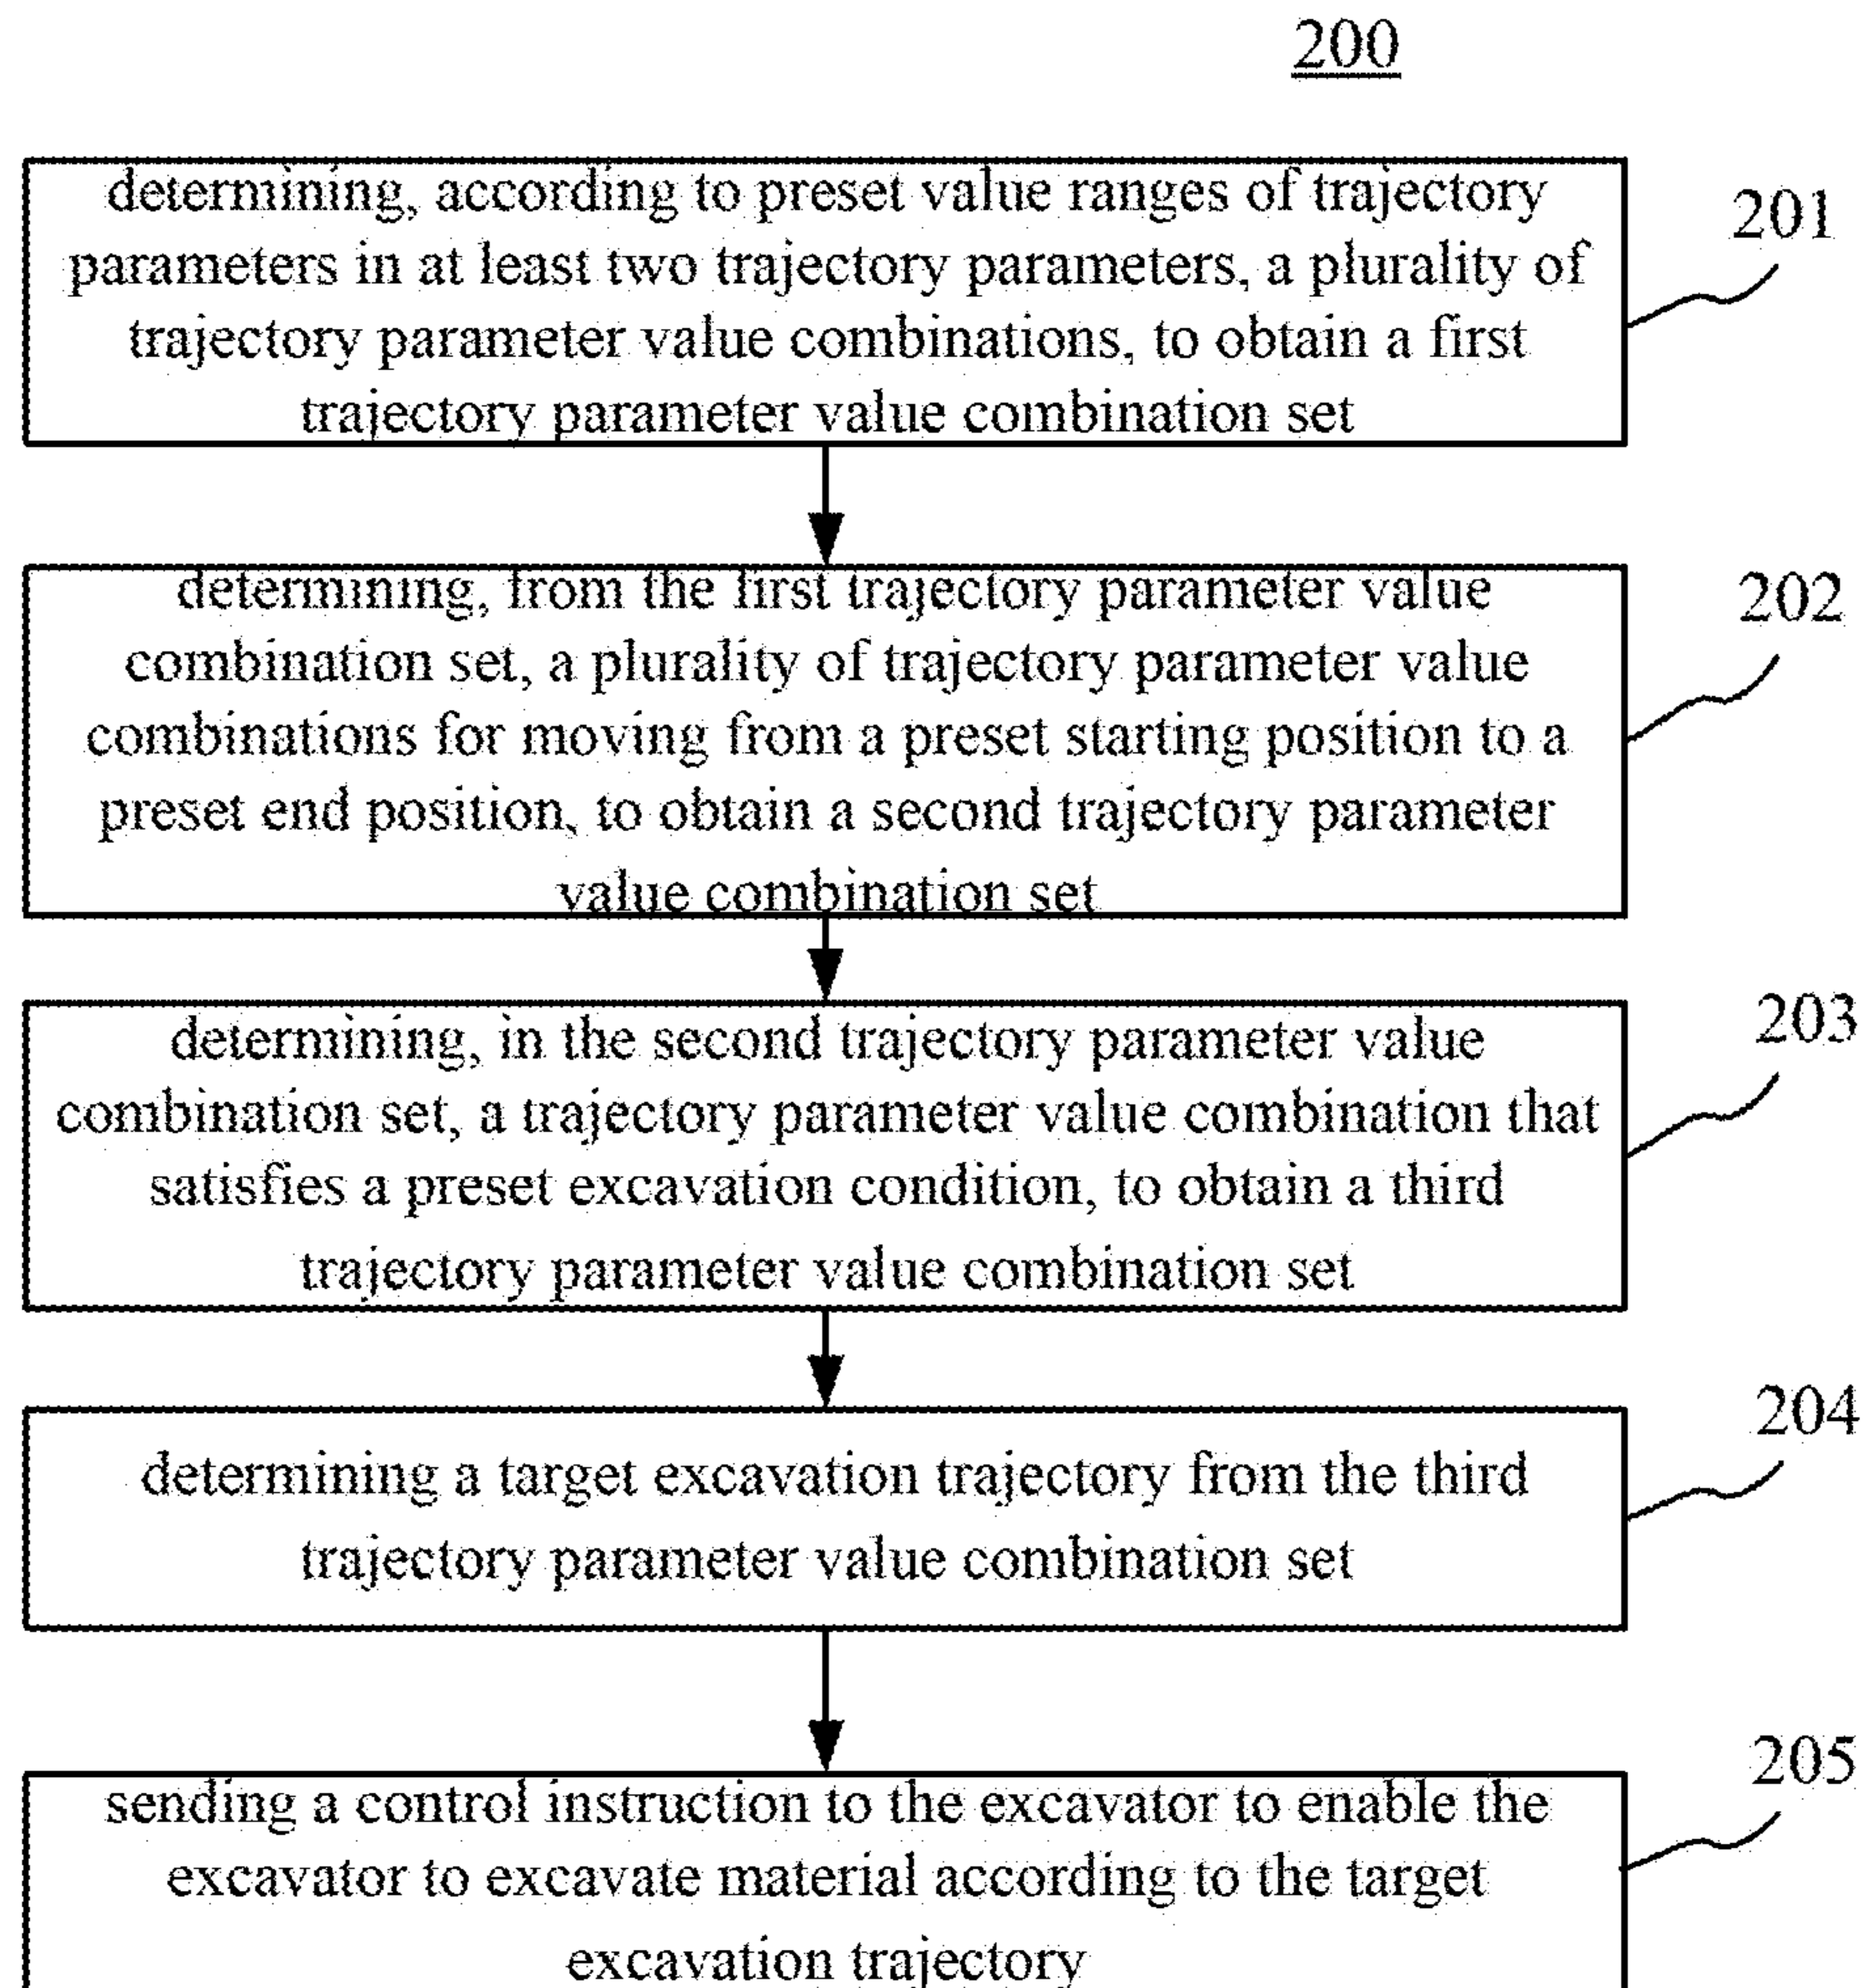 200
determining, according to preset value ranges of trajectory
201
parameters in at least two trajectory parameters, a plurality of
trajectory parameter value combinations, to obtain a first
trajectory parameter value combination set
determining, from the first trajectory parameter value
202
combination set, a plurality of trajectory parameter value
combinations for moving from a preset starting position to a
preset end position, to obtain a second trajectory parameter
value combination set
determining, in the second trajectory parameter value
203
combination set, a trajectory parameter value combination that
satisfies a preset excavation condition, to obtain a third
trajectory parameter value combination set
204
determining a target excavation trajectory from the third
trajectory parameter value combination set
205
sending a control instruction to the excavator to enable the
excavator to excavate material according to the target
excavation trajectory